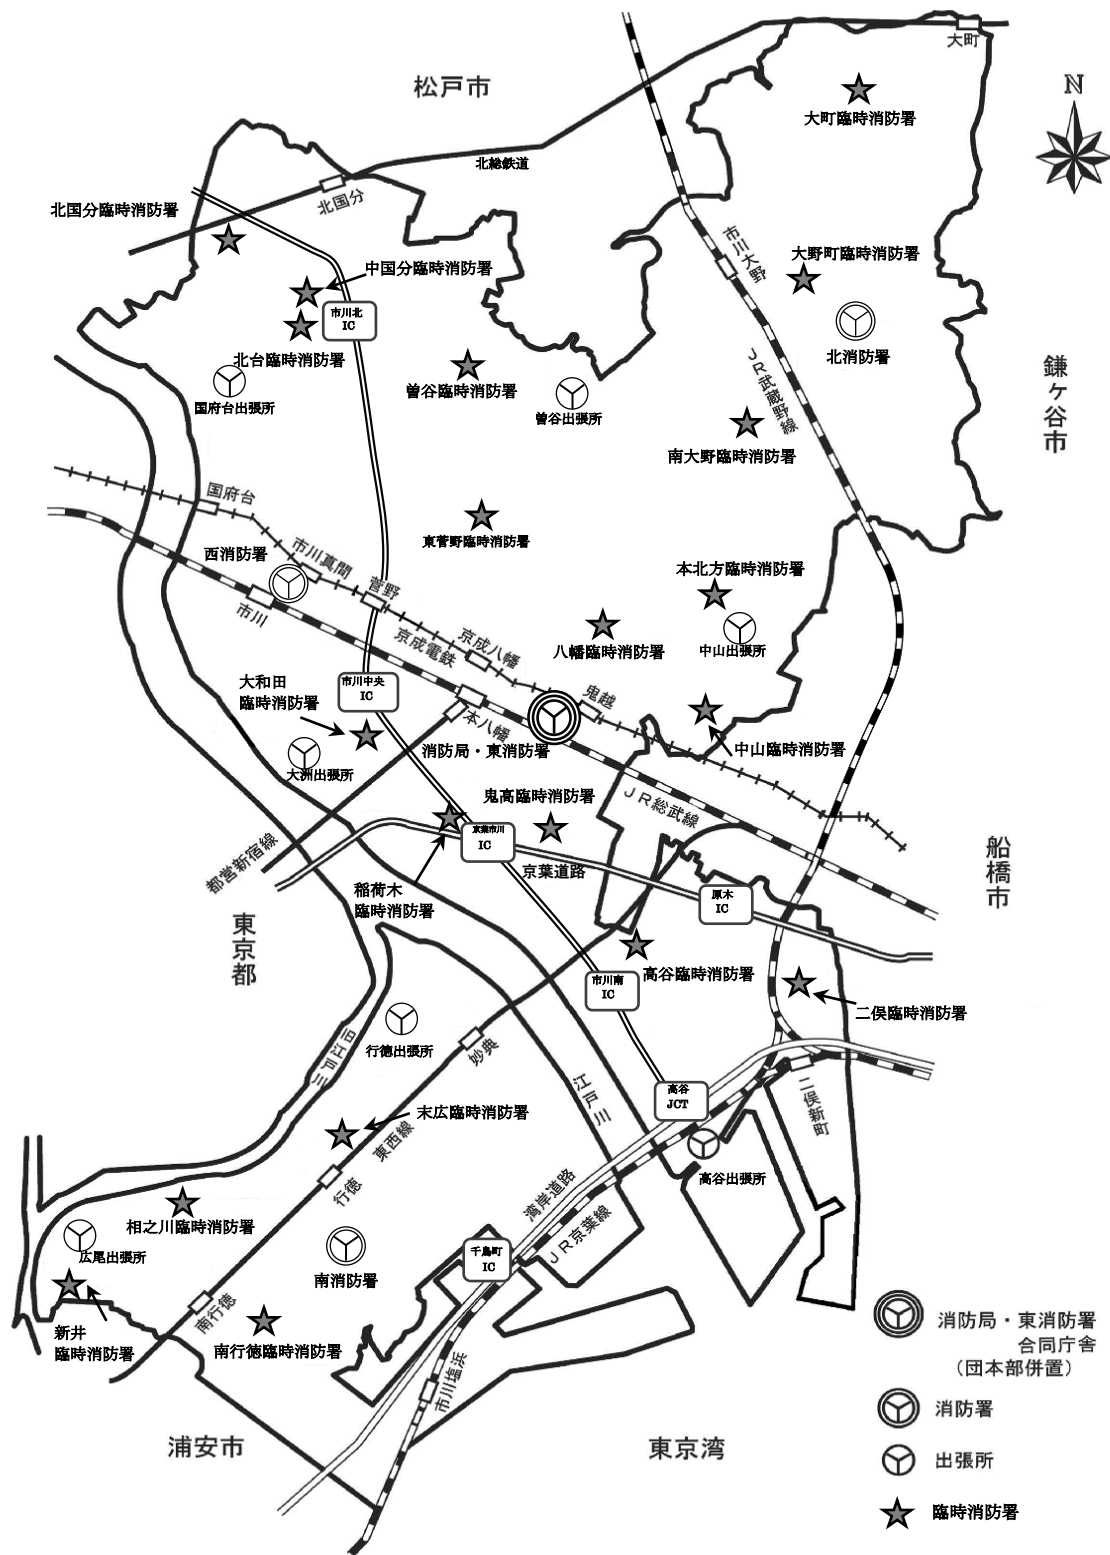 大町
松戸市
N
大町臨時消防署
北総鉄道
北国分
北国分臨時消防署
市川大野
大野町臨時消防署
中国分臨時消防署
市川北
IC
北消防署
北台臨時消防署
曽谷臨時消防署
JR武蔵野線
鎌ヶ谷市
国府台出張所
曽谷出張所
南大野臨時消防署
国府台
東菅野臨時消防署
西消防署
市川真間
菅野
本北方臨時消防署
市川
京成電鉄
京成八幡
八幡臨時消防署
中山出張所
大和田
臨時消防署
市川中央
IC
鬼越
本八幡
消防局・東消防署
中山臨時消防署
大洲出張所
鬼高臨時消防署
JR総武線
京葉市川
IC
都営新宿線
京葉道路
船橋市
稲荷木
臨時消防署
原木
IC
東京都
高谷臨時消防署
市川南
IC
二俣臨時消防署
行徳出張所
旧江戸川
妙典
江戸川
高谷
JCT
二俣新町
末広臨時消防署
東西線
高谷出張所
行徳
湾岸道路
相之川臨時消防署
JR京葉線
広尾出張所
千鳥町
IC
南消防署
南行徳
新井
臨時消防署
南行徳臨時消防署
市川塩浜
消防局・東消防署
合同庁舎
（団本部併置）
消防署
浦安市
東京湾
出張所
臨時消防署